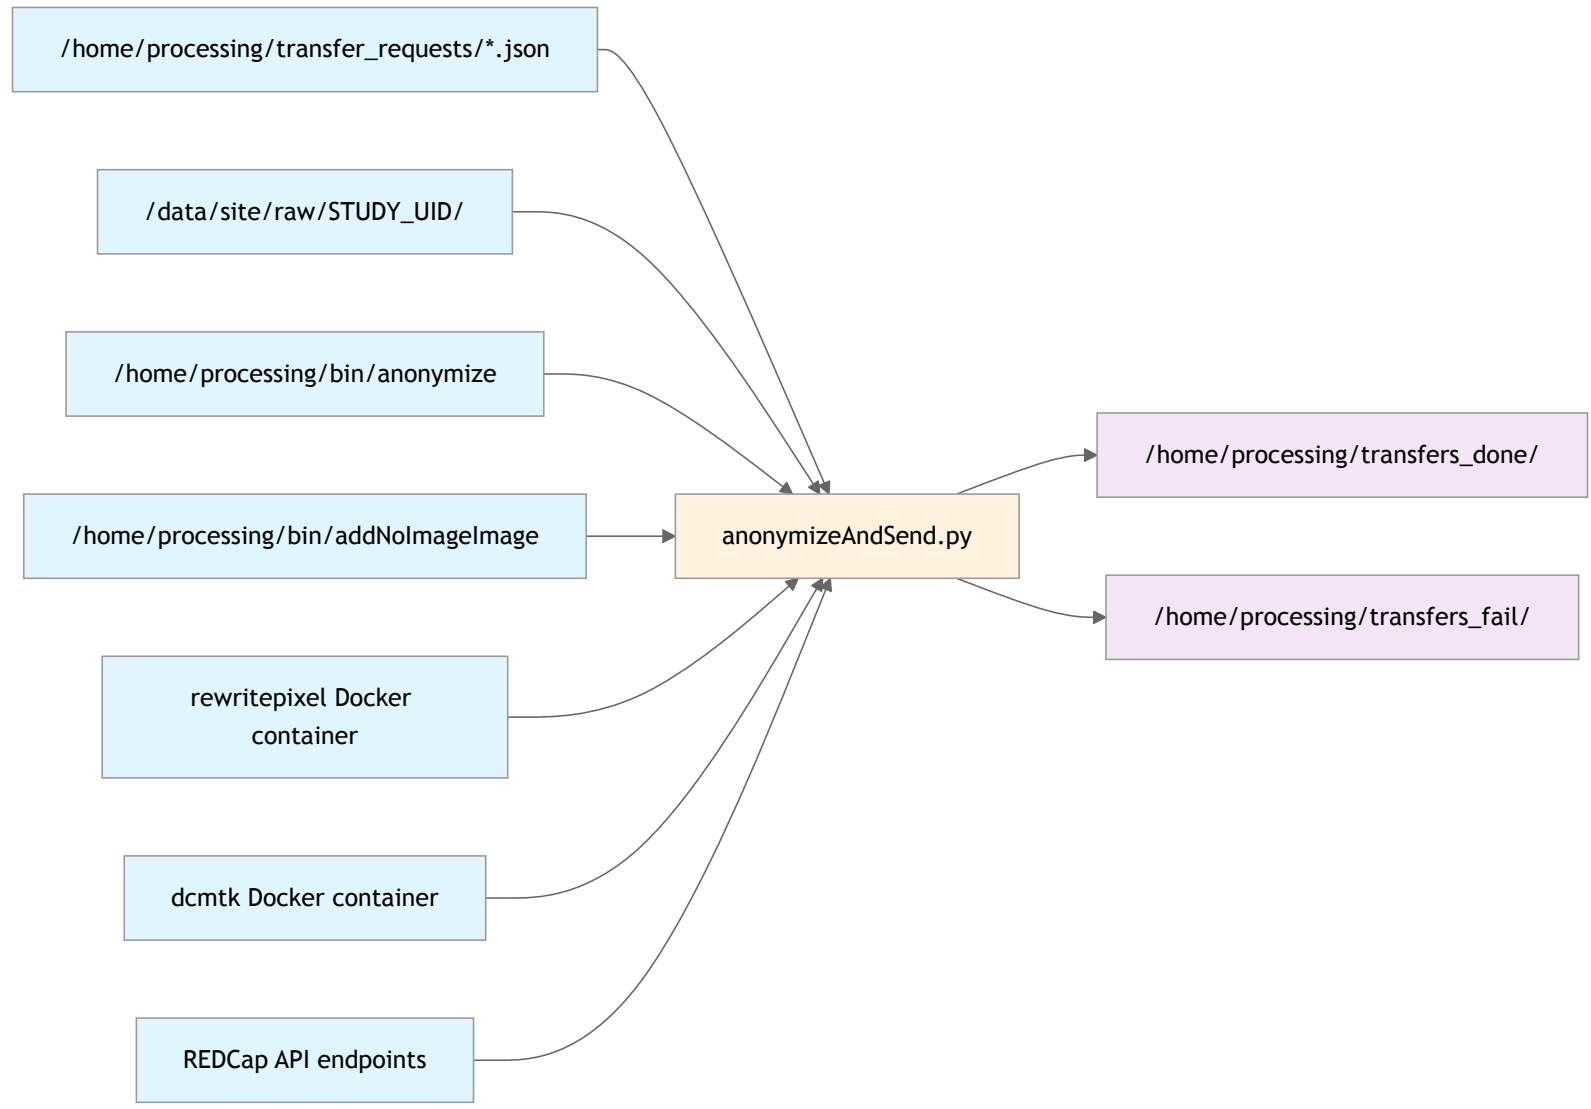 /home/processing/transfer_requests/*.json
/data/site/raw/STUDY_UID/
/home/processing/bin/anonymize
/home/processing/bin/addNoImageImage
rewritepixel Docker
container
dcmtk Docker container
REDCap API endpoints
anonymizeAndSend.py
/home/processing/transfers_done/
/home/processing/transfers_fail/